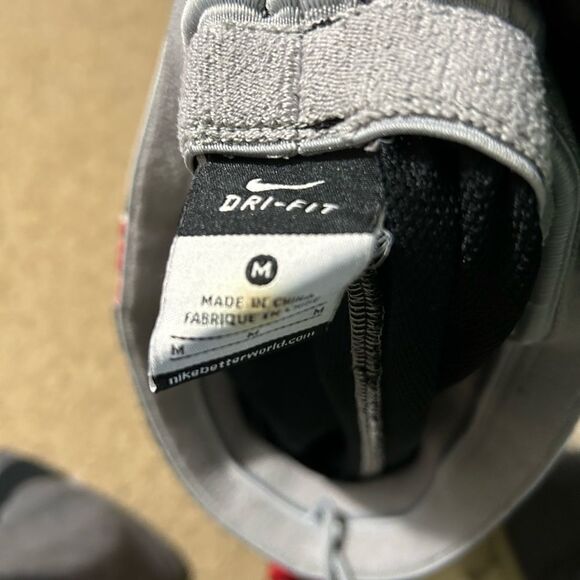 DRI-FIT
M
MADE IN CHINA
FABRIQUE EN CHINE
M M M
nikebetterworld.com